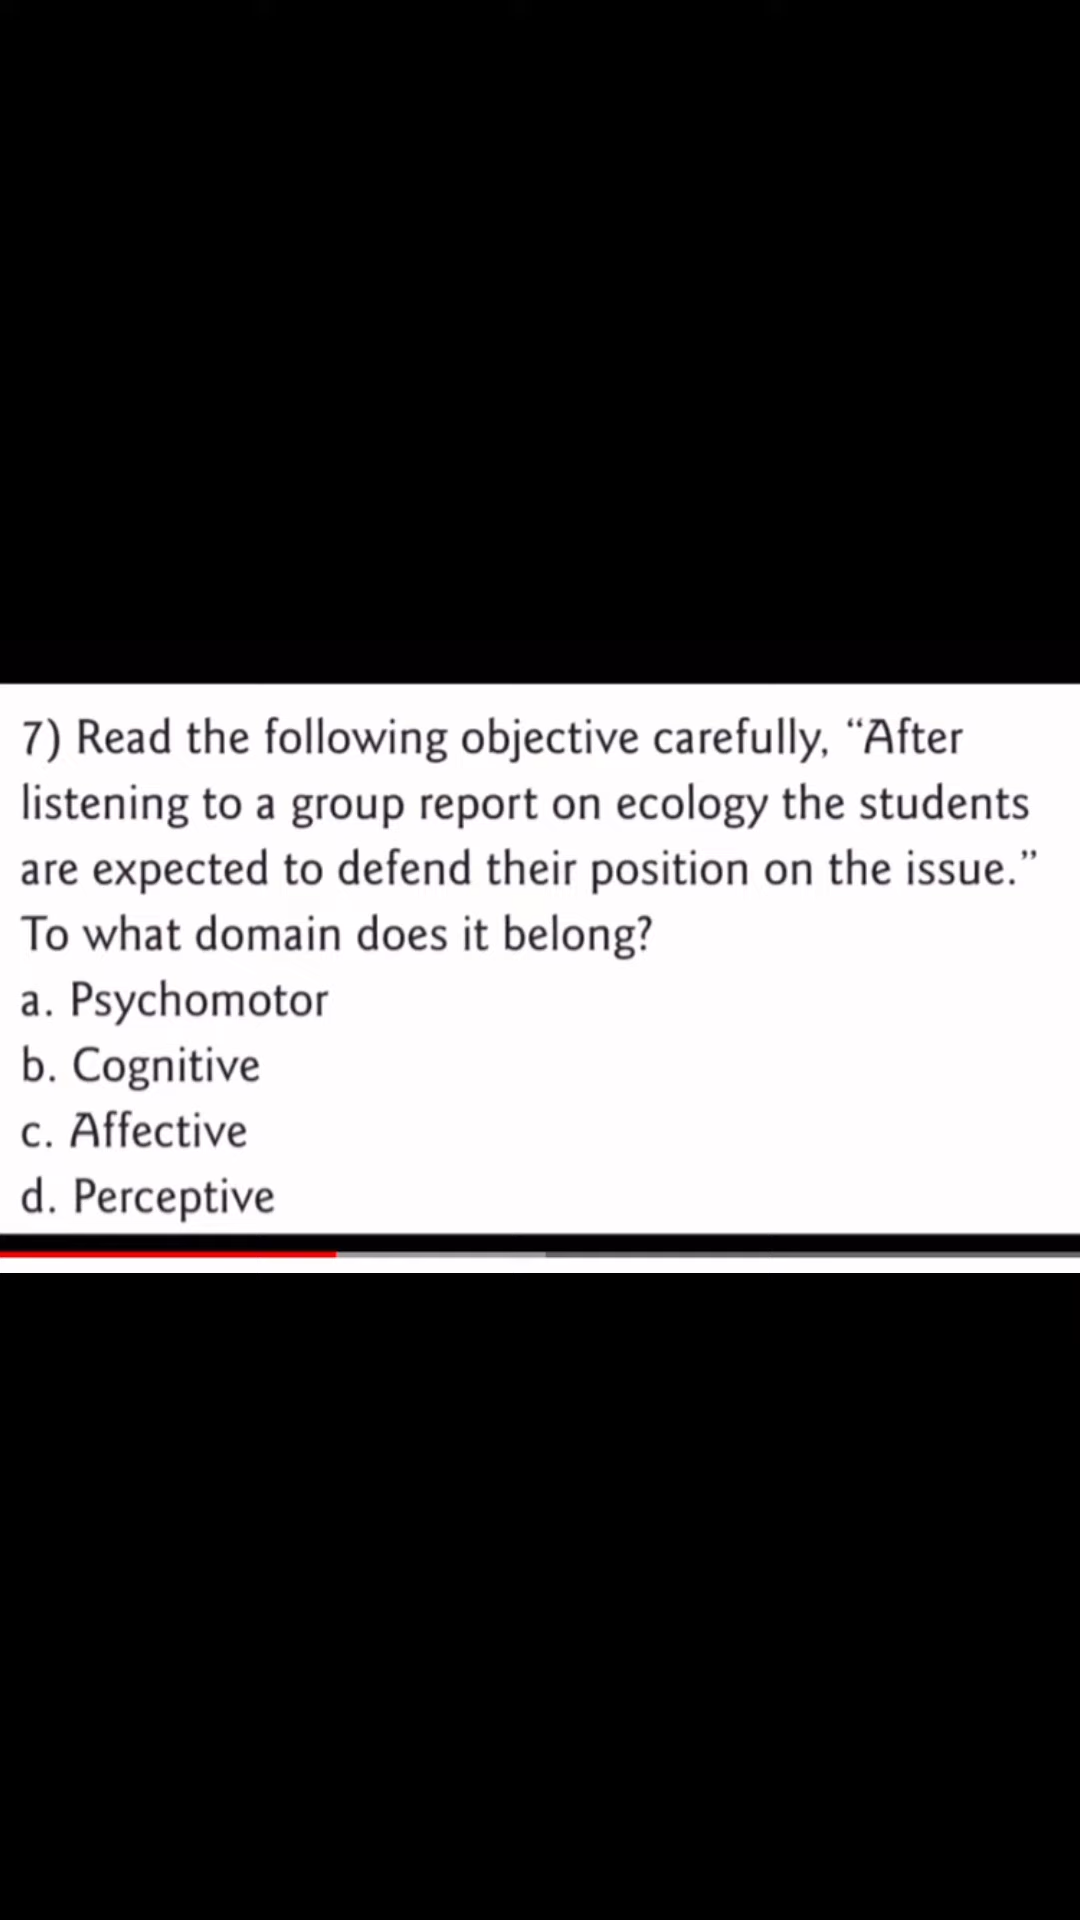 7) Read the following objective carefully, “After
listening to a group report on ecology the students
are expected to defend their position on the issue.”
To what domain does it belong?
a. Psychomotor
b. Cognitive
c. Affective
d. Perceptive